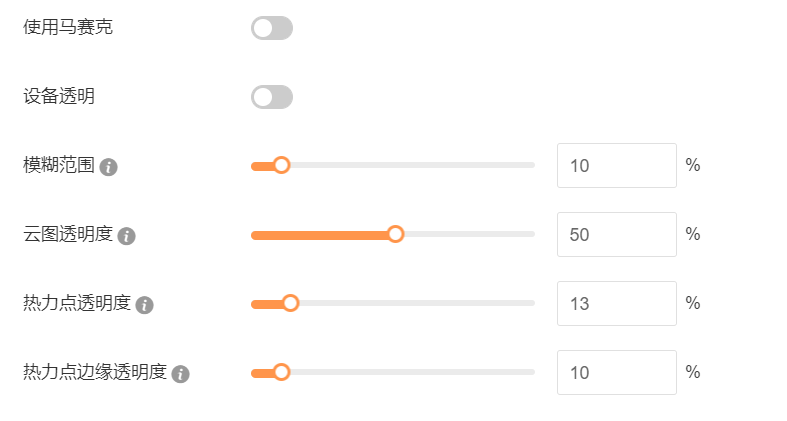 使用马赛克
设备透明
模糊范围 10 %
云图透明度 50 %
热力点透明度 13 %
热力点边缘透明度 10 %